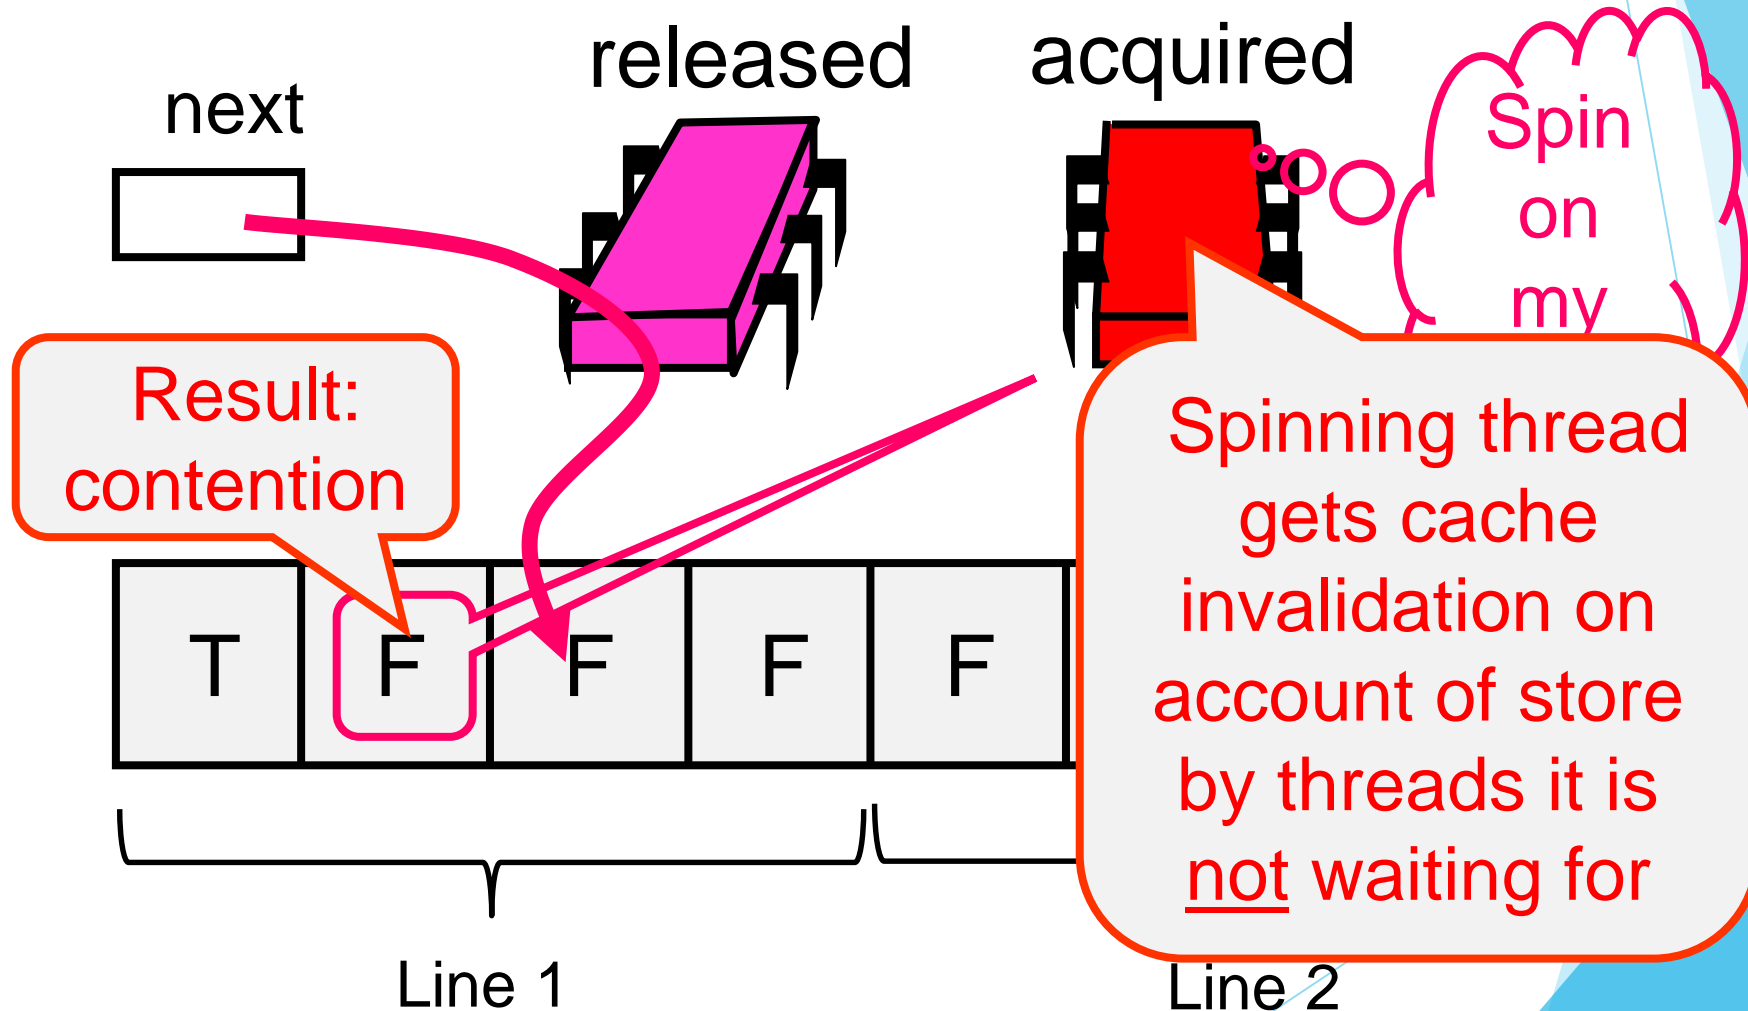 next
released
acquired
Spin
on
my
Result:
contention
Spinning thread
gets cache
invalidation on
account of store
by threads it is
not waiting for
T F F F F
Line 1
Line 2